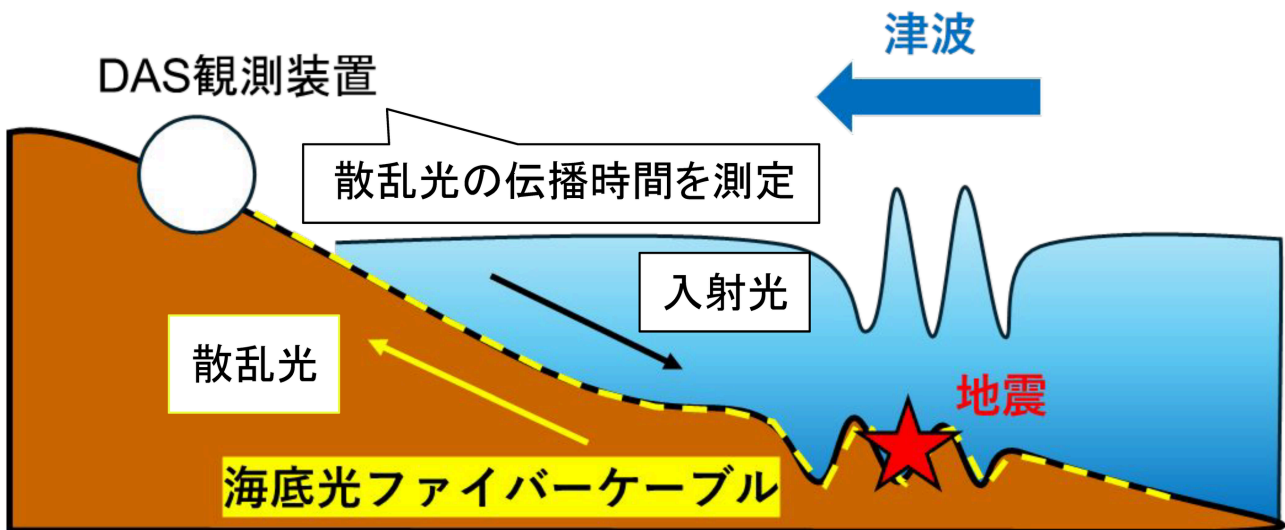 津波
DAS観測装置
散乱光の伝播時間を測定
入射光
散乱光
地震
海底光ファイバーケーブル